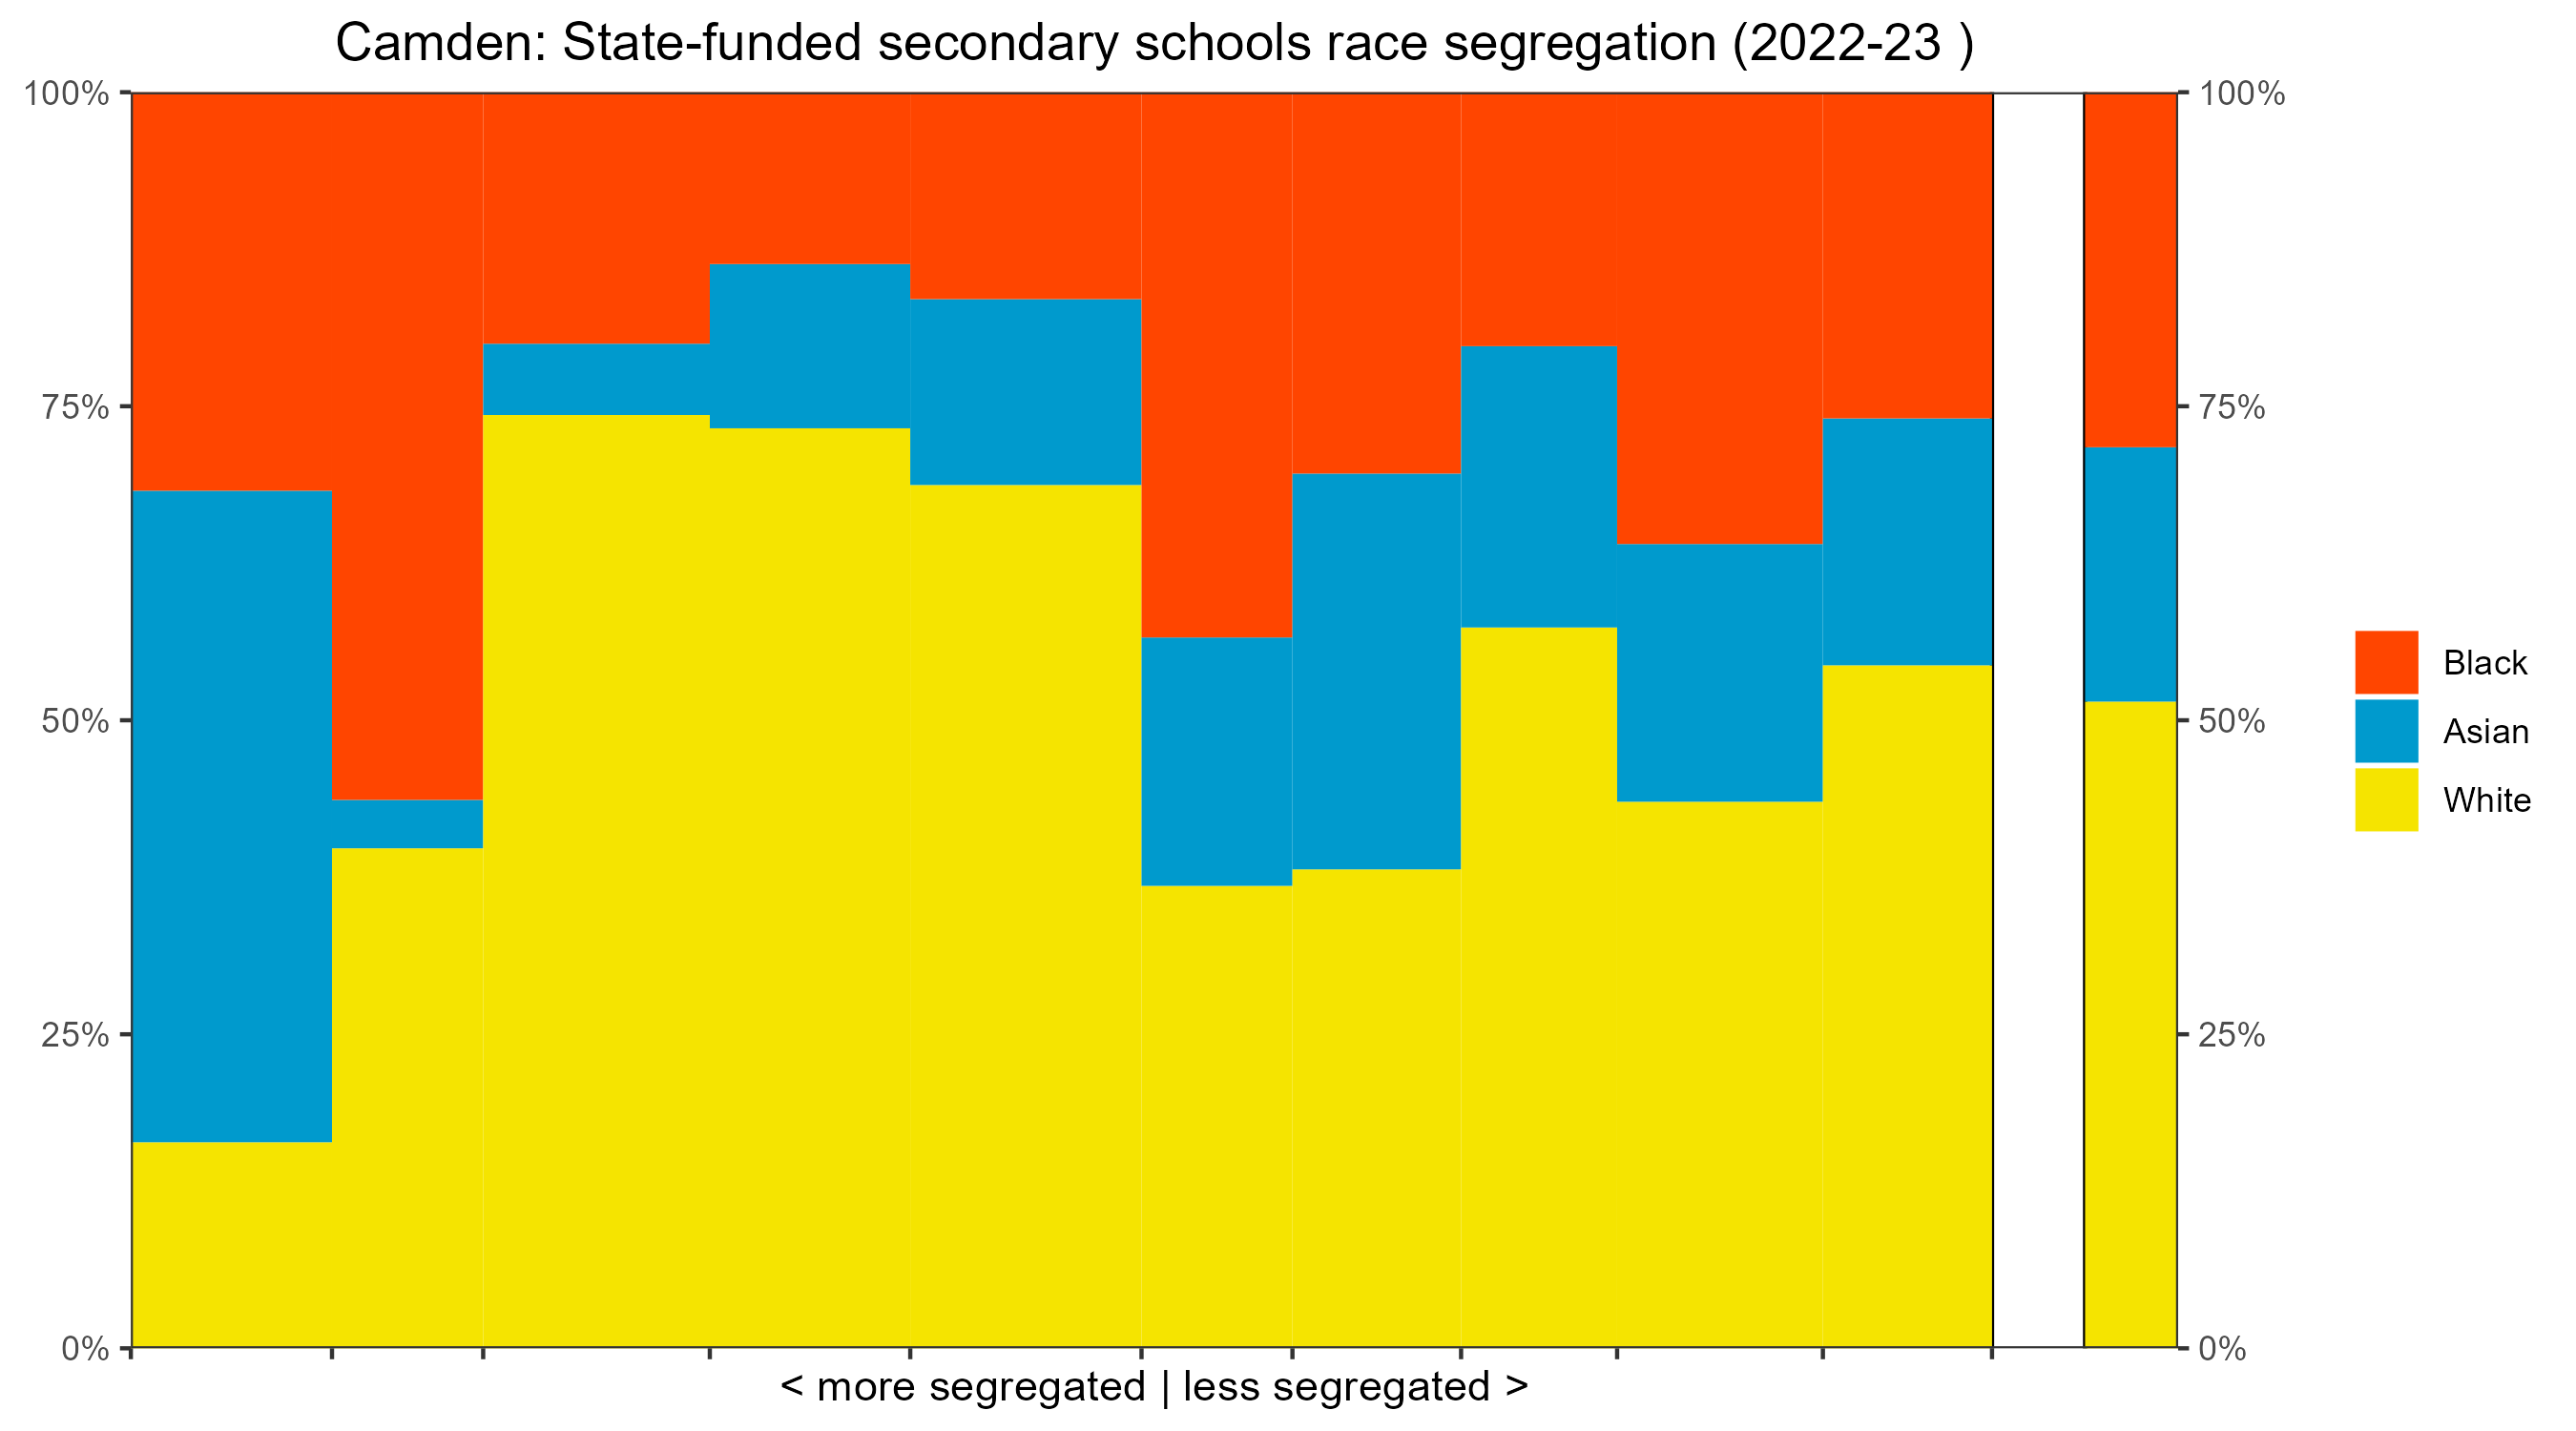 Camden: State-funded secondary schools race segregation (2022-23 )
100%
75%
50%
25%
0%
100%
75%
50%
25%
0%
Black
Asian
White
< more segregated | less segregated >